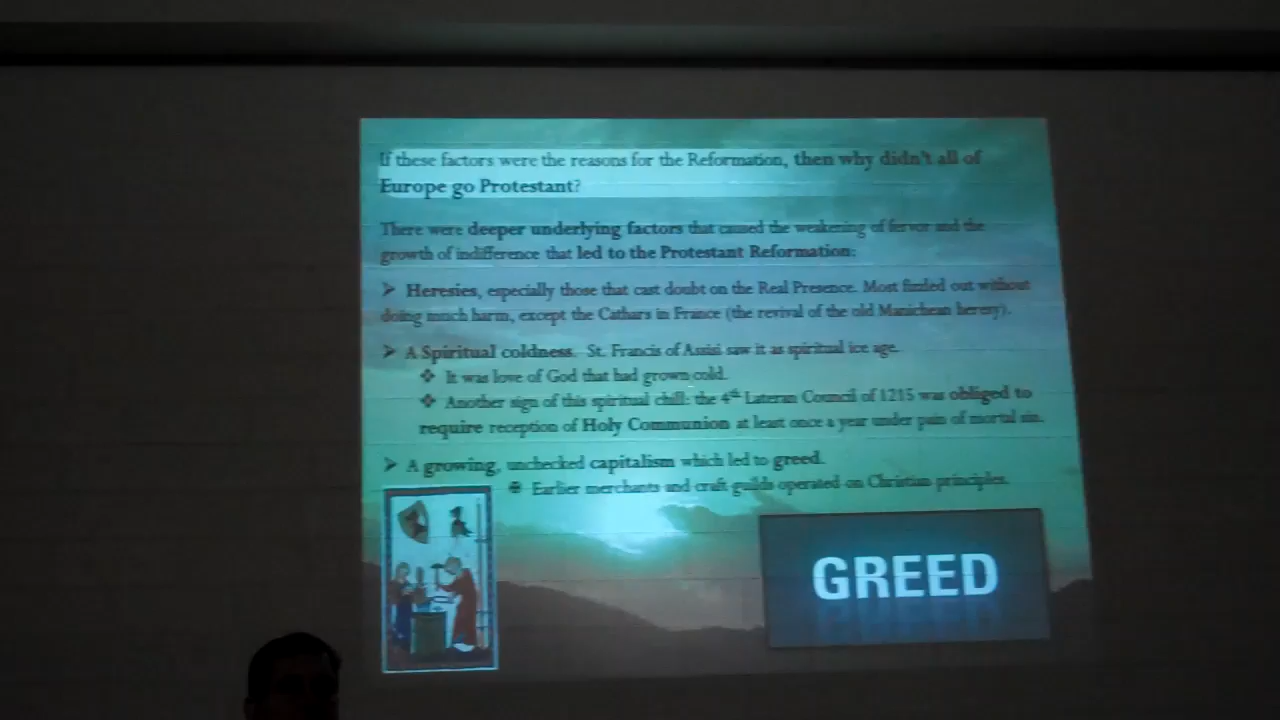 If these factors were the reasons for the Reformation, then why didn't all of
Europe go Protestant?
There were deeper underlying factors that caused the weakening of fervor and the
growth of indifference that led to the Protestant Reformation:
➤ Heresies, especially those that cast doubt on the Real Presence. Most fizzled out without
doing much harm, except the Cathars in France (the revival of the old Manichean heresy).
➤ A Spiritual coldness. St. Francis of Assisi saw it as spiritual ice age.
❖ It was love of God that had grown cold.
❖ Another sign of this spiritual chill: the 4th Lateran Council of 1215 was obliged to
require reception of Holy Communion at least once a year under pain of mortal sin.
➤ A growing, unchecked capitalism which led to greed.
Earlier merchants and craft guilds operated on Christian principles.
GREED